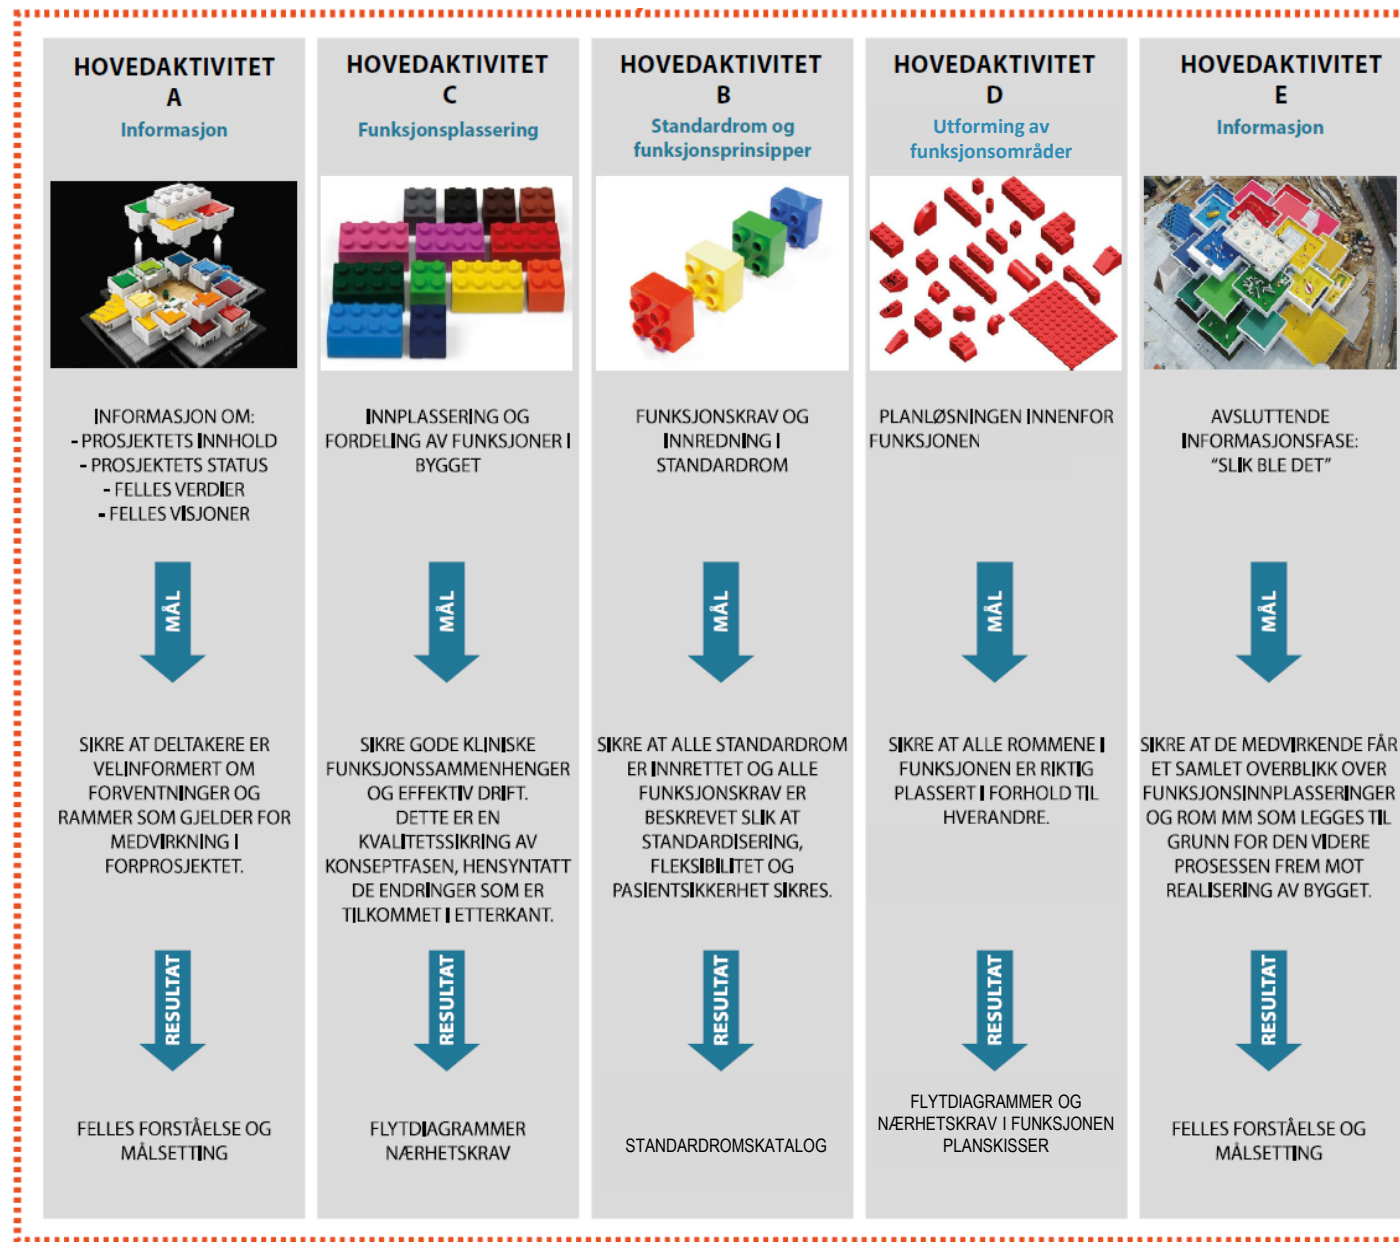 HOVEDAKTIVITET
A
Informasjon
INFORMASJON OM:
- PROSJEKTETS INNHOLD
- PROSJEKTETS STATUS
- FELLES VERDIER
- FELLES VISJONER
MÅL
SIKRE AT DELTAKERE ER
VELINFORMERT OM
FORVENTNINGER OG
RAMMER SOM GJELDER FOR
MEDVIRKNING I
FORPROSJEKTET.
RESULTAT
FELLES FORSTÅELSE OG
MÅLSETTING
HOVEDAKTIVITET
C
Funksjonsplassering
INNPLASSERING OG
FORDELING AV FUNKSJONER I
BYGGET
MÅL
SIKRE GODE KLINISKE
FUNKSJONSSAMMENHENGER
OG EFFEKTIV DRIFT.
DETTE ER EN
KVALITETSSIKRING AV
KONSEPTFASEN, HENSYNTATT
DE ENDRINGER SOM ER
TILKOMMET I ETTERKANT.
RESULTAT
FLYTDIAGRAMMER
NÆRHETSKRAV
HOVEDAKTIVITET
B
Standardrom og
funksjonsprinsipper
FUNKSJONSKRAV OG
INNREDNING I
STANDARDROM
SIKRE AT ALLE STANDARDROM
ER INNRETTET OG ALLE
FUNKSJONSKRAV ER
BESKREVET SLIK AT
STANDARDISERING,
FLEKSIBILITET OG
PASIENTSIKKERHET SIKRES.
MÅL
RESULTAT
STANDARDROMSKATALOG
HOVEDAKTIVITET
D
Utforming av
funksjonsområder
PLANLØSNINGEN INNENFOR
FUNKSJONEN
MÅL
SIKRE AT ALLE ROMMENE I
FUNKSJONEN ER RIKTIG
PLASSERT I FORHOLD TIL
HVERANDRE.
RESULTAT
FLYTDIAGRAMMER OG
NÆRHETSKRAV I FUNKSJONEN
PLANSKISSER
HOVEDAKTIVITET
E
Informasjon
AVSLUTTENDE
INFORMASJONSFASE:
“SLIK BLE DET”
MÅL
SIKRE AT DE MEDVIRKENDE FÅR
ET SAMLET OVERBLIKK OVER
FUNKSJONSINNPLASSERINGER
OG ROM MM SOM LEGGES TIL
GRUNN FOR DEN VIDERE
PROSESSEN FREM MOT
REALISERING AV BYGGET.
RESULTAT
FELLES FORSTÅELSE OG
MÅLSETTING